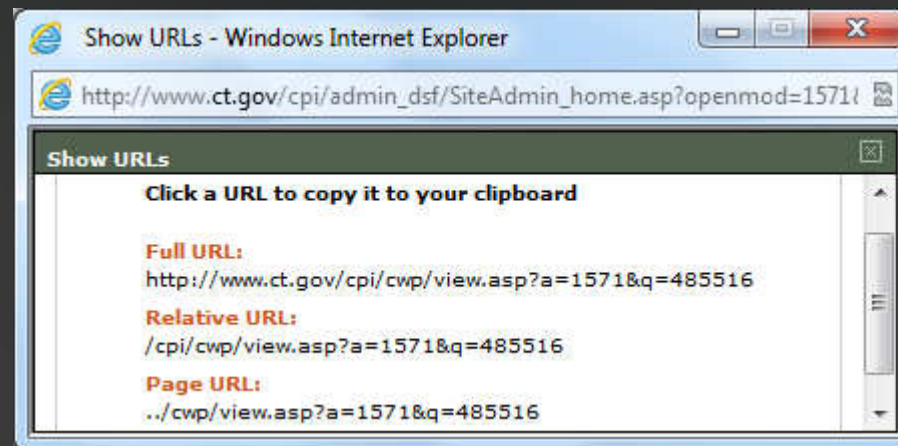 Show URLs - Windows Internet Explorer
http://www.ct.gov/cpi/admin_dsf/SiteAdmin_home.asp?openmod=1571&
Show URLs
Click a URL to copy it to your clipboard
Full URL:
http://www.ct.gov/cpi/cwp/view.asp?a=1571&q=485516
Relative URL:
/cpi/cwp/view.asp?a=1571&q=485516
Page URL:
../cwp/view.asp?a=1571&q=485516